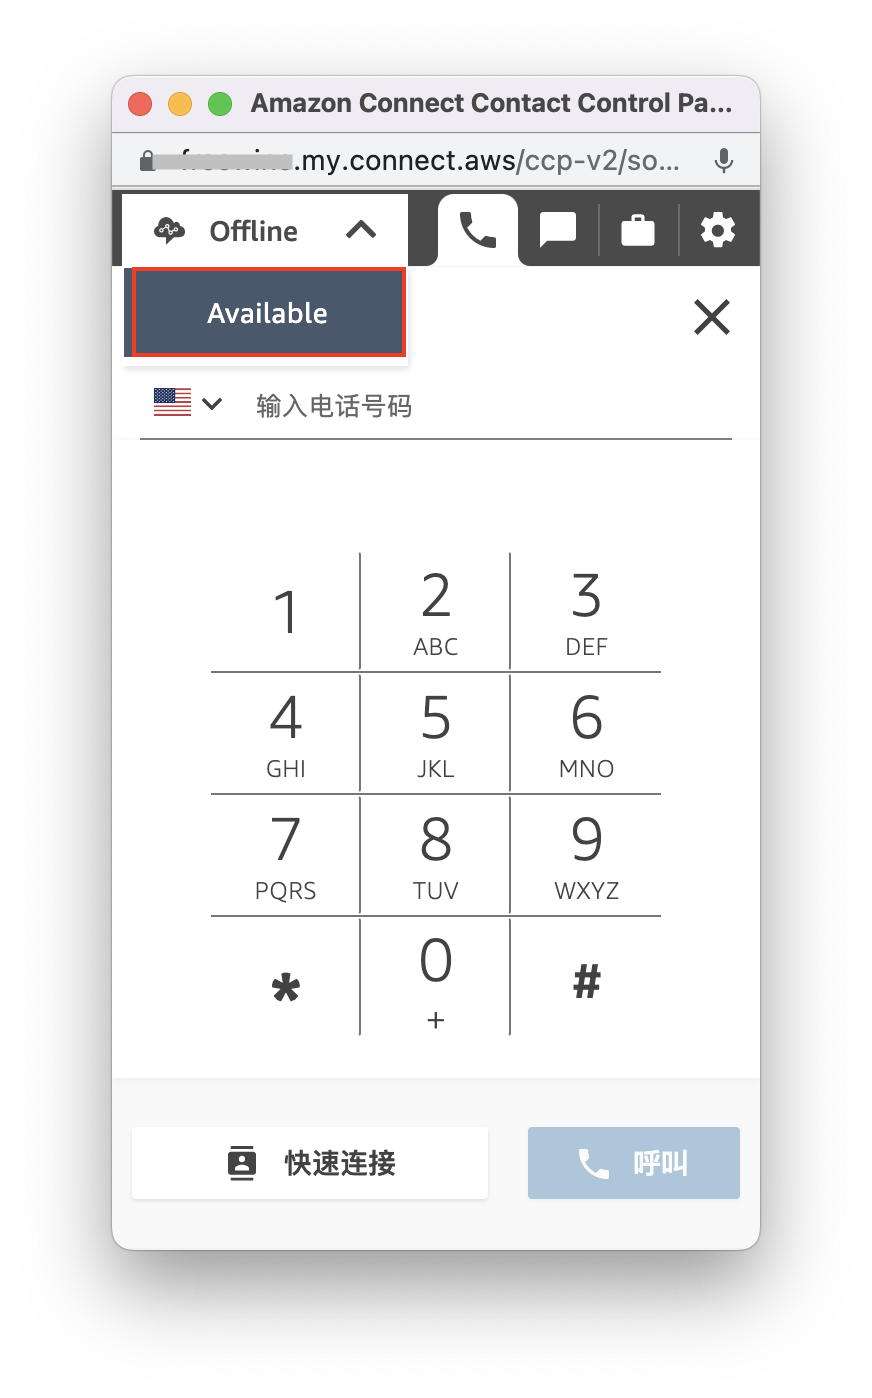 Amazon Connect Contact Control Pa...
.my.connect.aws/ccp-v2/so...
Offline
Available
输入电话号码
1
2
3
ABC
DEF
4
5
6
GHI
JKL
MNO
7
8
9
PQRS
TUV
WXYZ
*
0
#
+
快速连接
呼叫